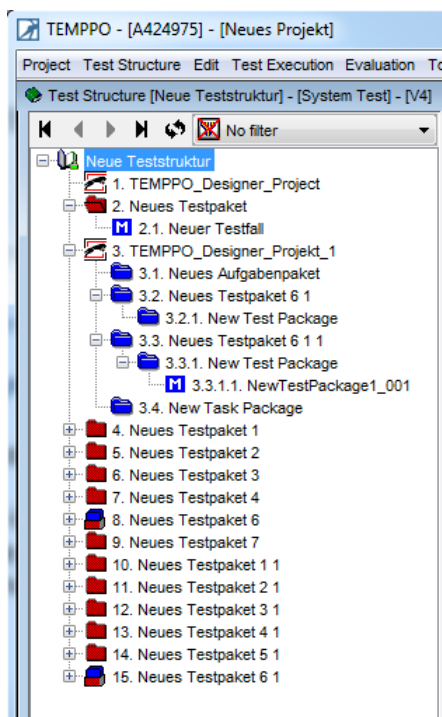 TEMPPO - [A424975] - [Neues Projekt]
Project Test Structure Edit Test Execution Evaluation
Test Structure [Neue Teststruktur] - [System Test] - [V4]
No filter
Neue Teststruktur
1. TEMPPO_Designer_Project
2. Neues Testpaket
M 2.1. Neuer Testfall
3. TEMPPO_Designer_Projekt_1
3.1. Neues Aufgabenpaket
3.2. Neues Testpaket 6 1
3.2.1. New Test Package
3.3. Neues Testpaket 6 1 1
3.3.1. New Test Package
M 3.3.1.1. NewTestPackage1_001
3.4. New Task Package
4. Neues Testpaket 1
5. Neues Testpaket 2
6. Neues Testpaket 3
7. Neues Testpaket 4
8. Neues Testpaket 6
9. Neues Testpaket 7
10. Neues Testpaket 1 1
11. Neues Testpaket 2 1
12. Neues Testpaket 3 1
13. Neues Testpaket 4 1
14. Neues Testpaket 5 1
15. Neues Testpaket 6 1